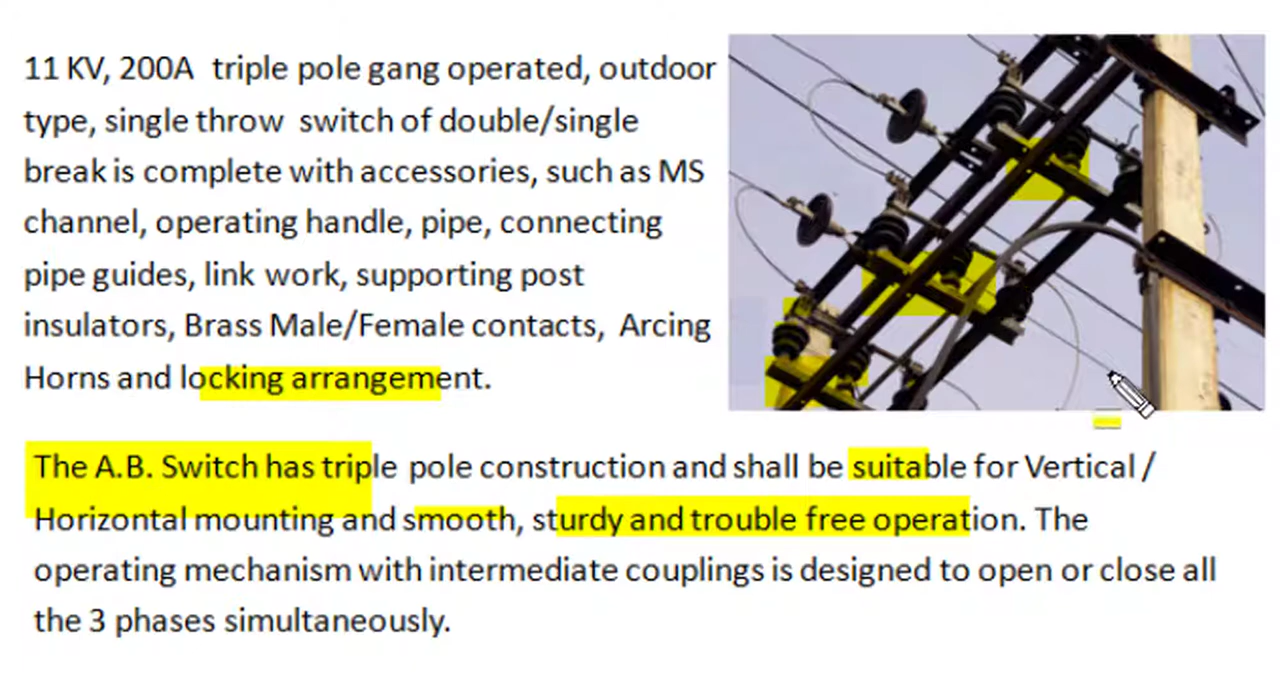 11 KV, 200A triple pole gang operated, outdoor
type, single throw switch of double/single
break is complete with accessories, such as MS
channel, operating handle, pipe, connecting
pipe guides, link work, supporting post
insulators, Brass Male/Female contacts, Arcing
Horns and locking arrangement.
The A.B. Switch has triple pole construction and shall be suitable for Vertical /
Horizontal mounting and smooth, sturdy and trouble free operation. The
operating mechanism with intermediate couplings is designed to open or close all
the 3 phases simultaneously.